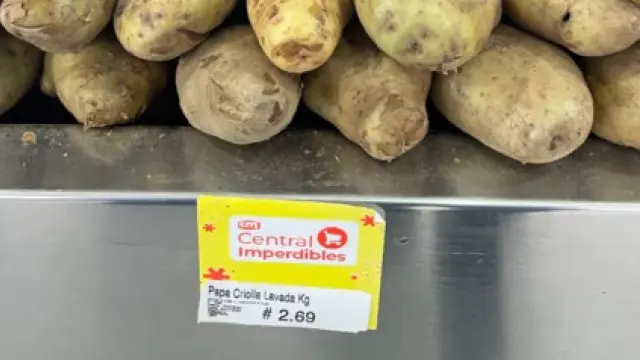 Central
Imperdibles
Papa Criolla Lavada Kg
# 2.69